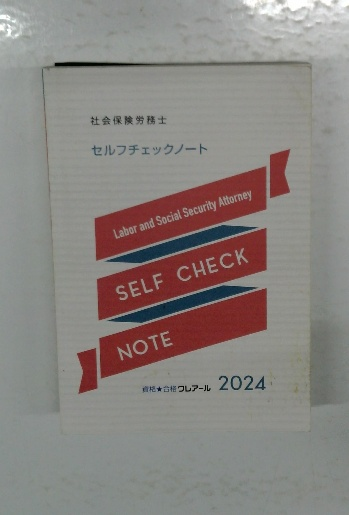 社会保険労務士
セルフチェックノート
Labor and Social Security Attorney
SELF CHECK
NOTE
資格★合格クレアール 2024